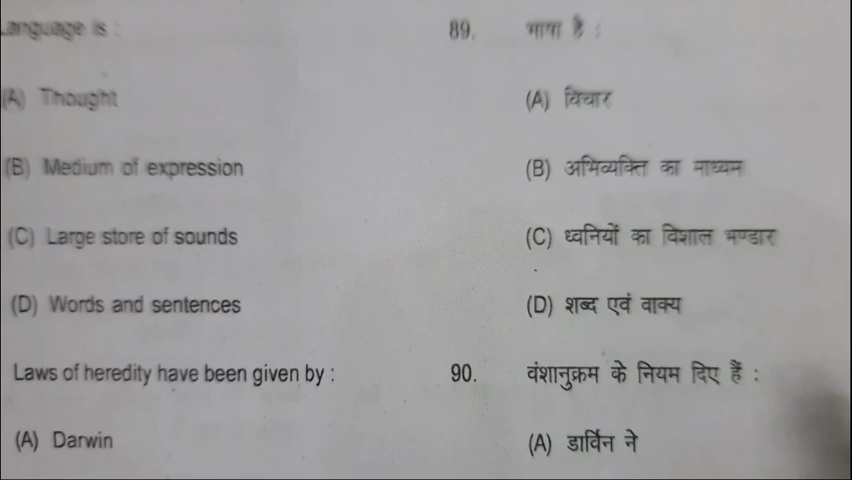 Language is :
(A) Thought
(B) Medium of expression
(C) Large store of sounds
(D) Words and sentences
Laws of heredity have been given by :
(A) Darwin
89. भाषा है :
(A) विचार
(B) अभिव्यक्ति का माध्यम
(C) ध्वनियों का विशाल भण्डार
(D) शब्द एवं वाक्य
90. वंशानुक्रम के नियम दिए हैं :
(A) डार्विन ने